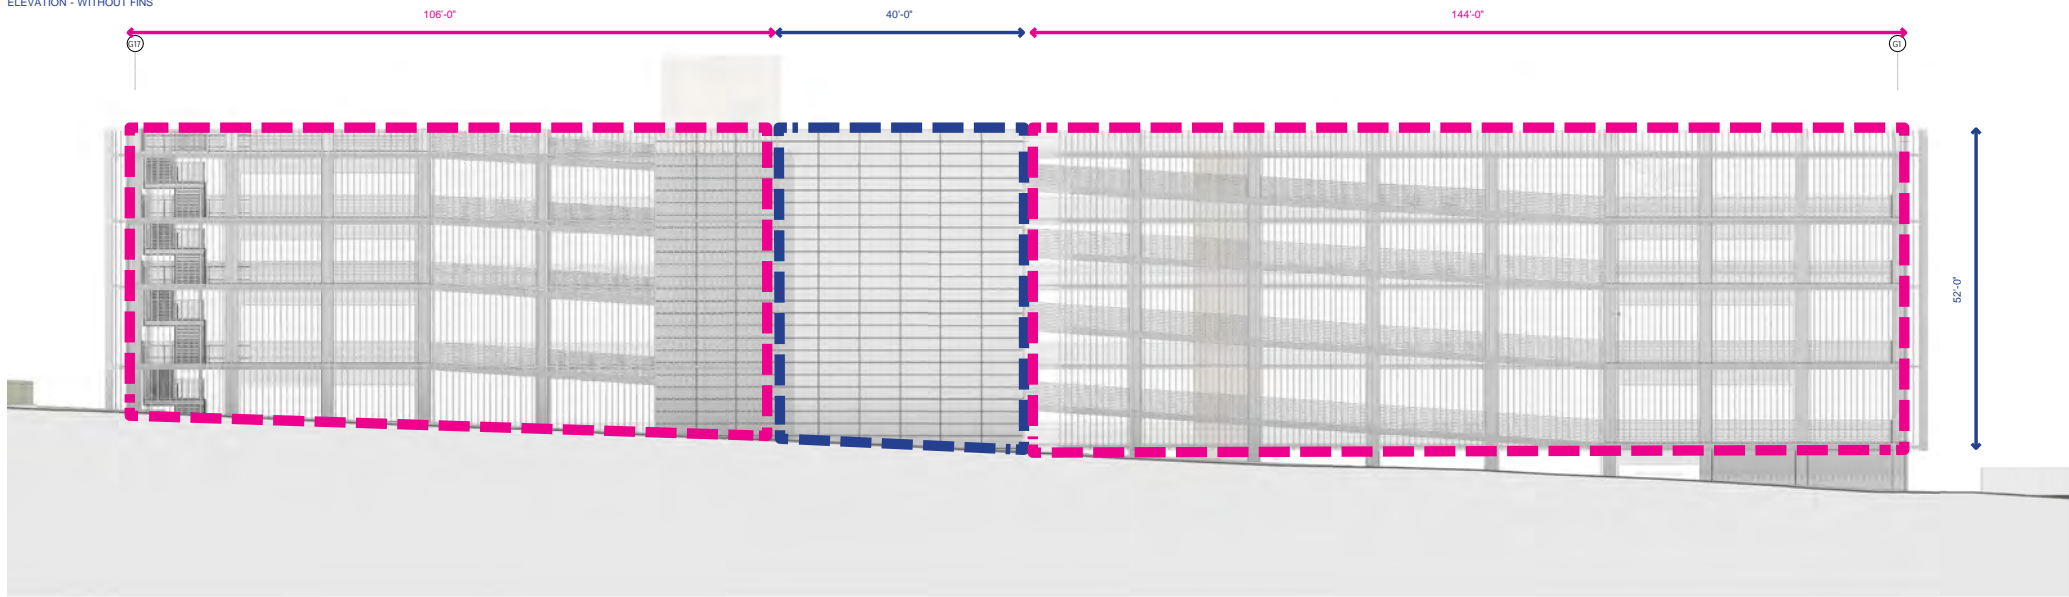 ELEVATION - WITHOUT FINS
106'-0"
40'-0"
144'-0"
G17
G1
52'-0"